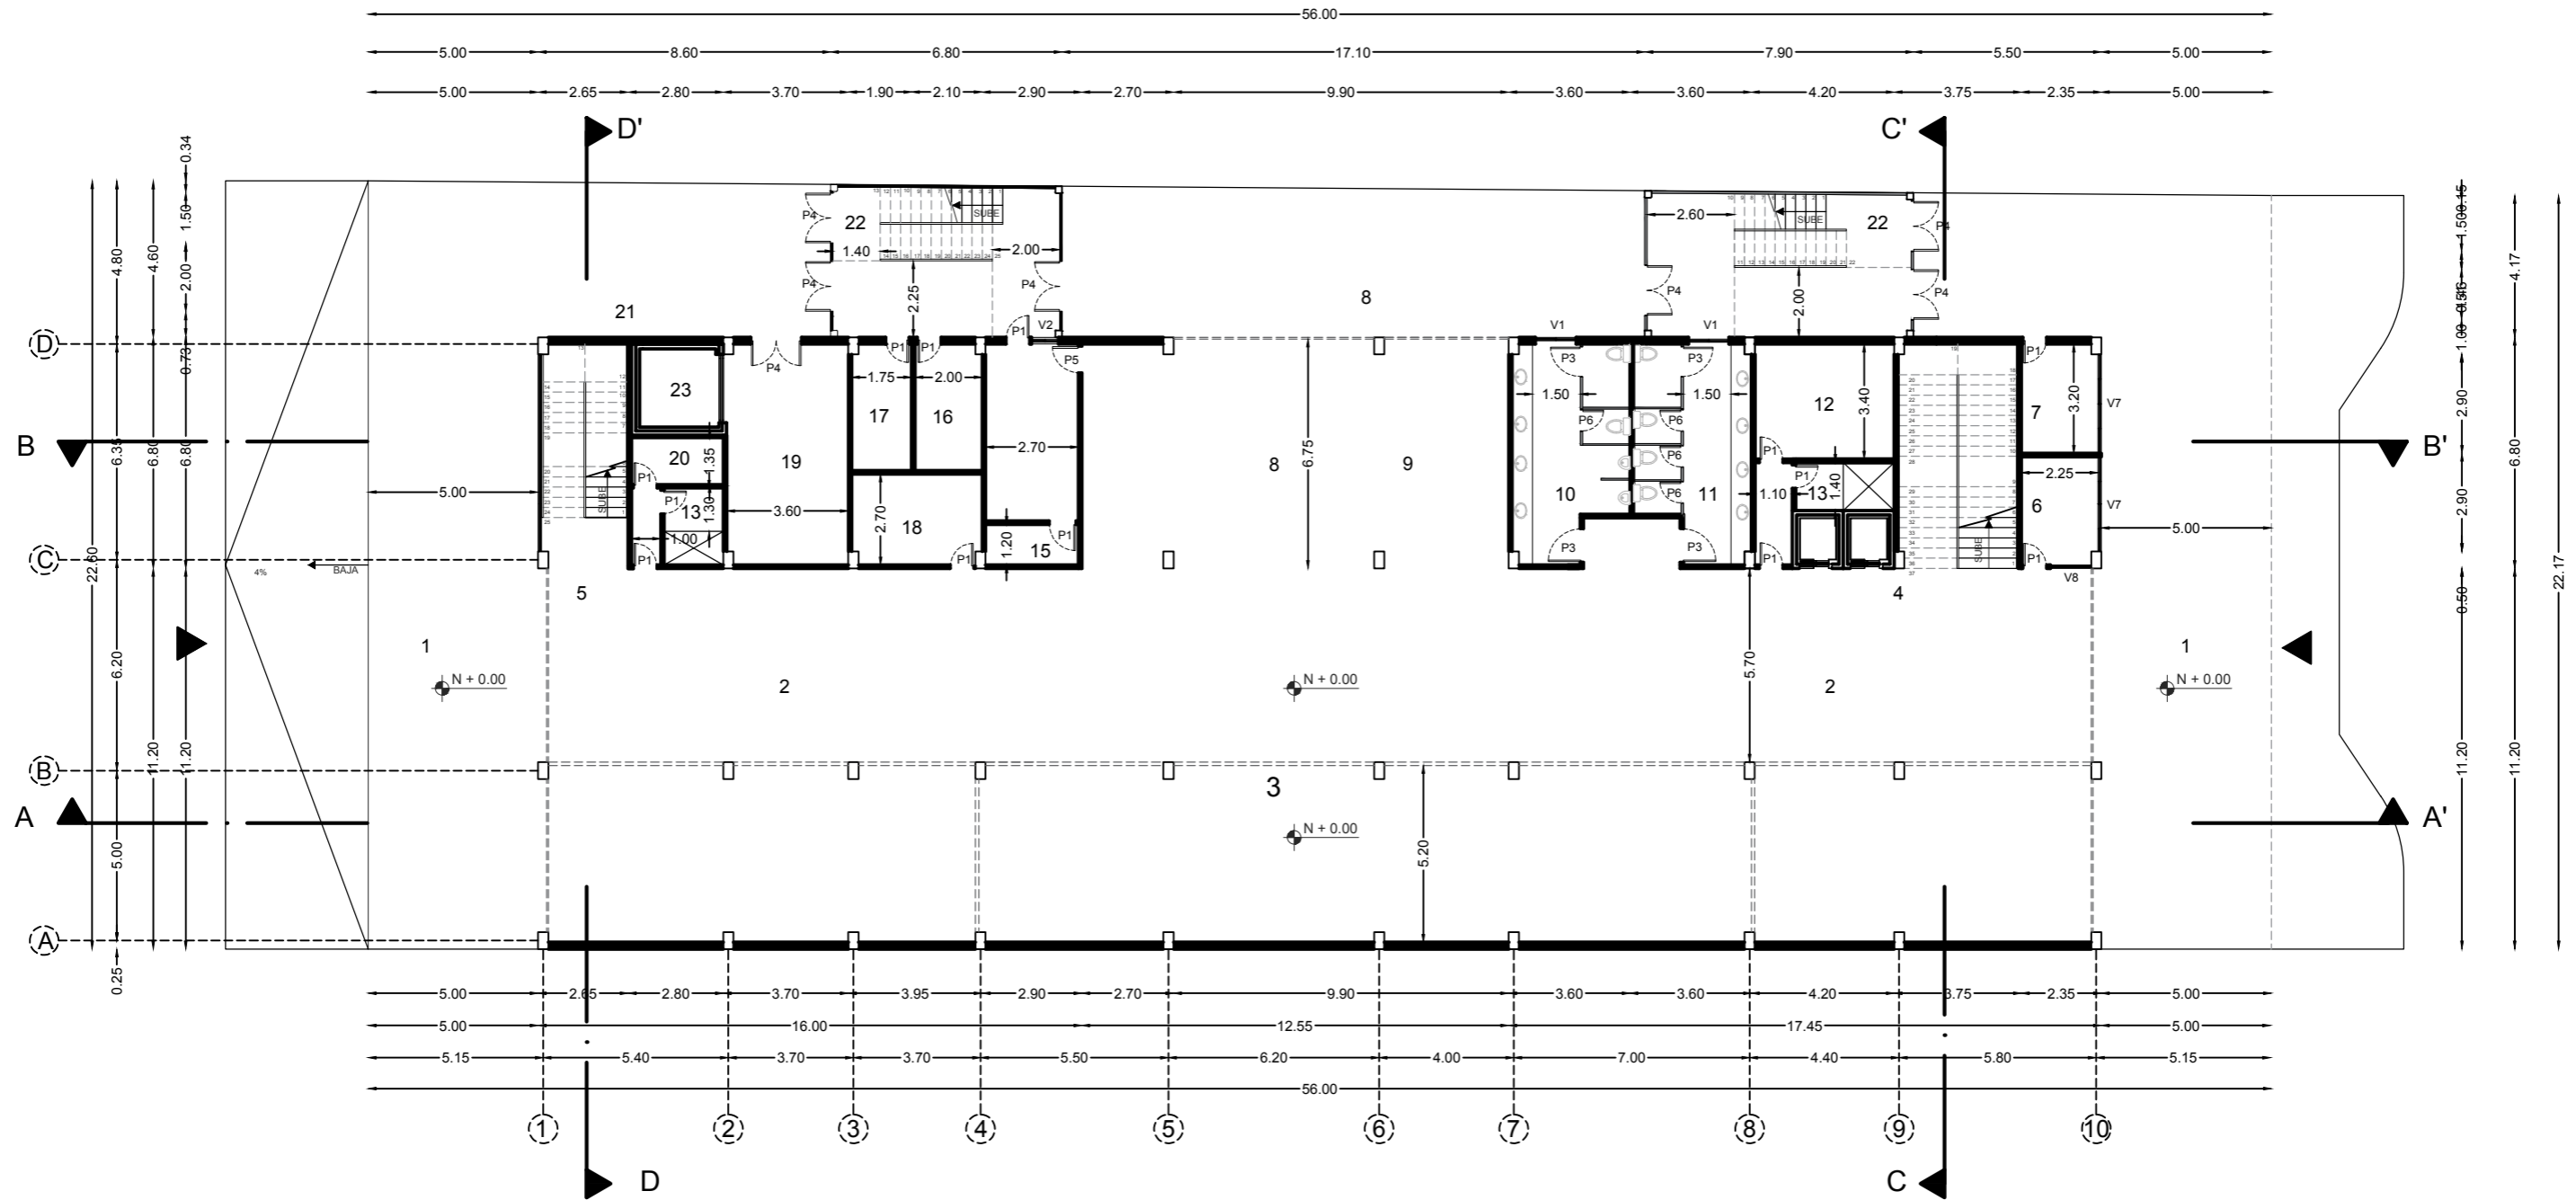 56.00
5.00 8.60 6.80 17.10 7.90 5.50 5.00
5.00 2.65 2.80 3.70 1.90 2.10 2.90 2.70 9.90 3.60 3.60 4.20 3.75 2.35 5.00
D' C'
0.34
1.50
4.80 4.60 2.00
0.73
P4 22 SUBE
1.40 2.00
P4 2.25 P4
P1 V2
2.60 SUBE 22 P4
P4 2.00 P4
4.17
1.00
21 8
V1 V1
D
P4 P1 P1 P5 P3 P3 P1
23 1.75 2.00 1.50 1.50 12 3.40 7 3.20 V7
17 16 P6 P6 2.90
B 6.35 6.80 6.80 2.70 6.75 B'
20 1.35 19 8 9 P6 P1 2.25 6.80
P1 P1 1.40
5.00 SUBE P1 13 1.30 3.60 2.70 18 10 P6 11 1.10 13 6 V7 2.90
1.20 15 5.00
1.00 P1 P1 P3 P3 P1 SUBE P1
C P1
22.60 4% BAJA V8 22.17
5 4 0.50
1 1
6.20 5.70
N + 0.00 2 N + 0.00 2 N + 0.00
11.20 11.20 11.20 11.20
B
3
A N + 0.00 A'
5.00 5.20
A
0.25
5.00 2.65 2.80 3.70 3.95 2.90 2.70 9.90 3.60 3.60 4.20 3.75 2.35 5.00
5.00 16.00 12.55 17.45 5.00
5.15 5.40 3.70 3.70 5.50 6.20 4.00 7.00 4.40 5.80 5.15
56.00
1 2 3 4 5 6 7 8 9 10
D C